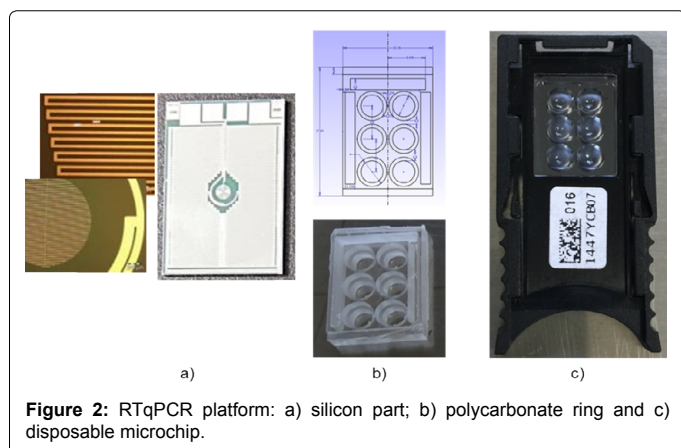 016
1447YCB07
a)
b)
c)
Figure 2: RTqPCR platform: a) silicon part; b) polycarbonate ring and c)
disposable microchip.